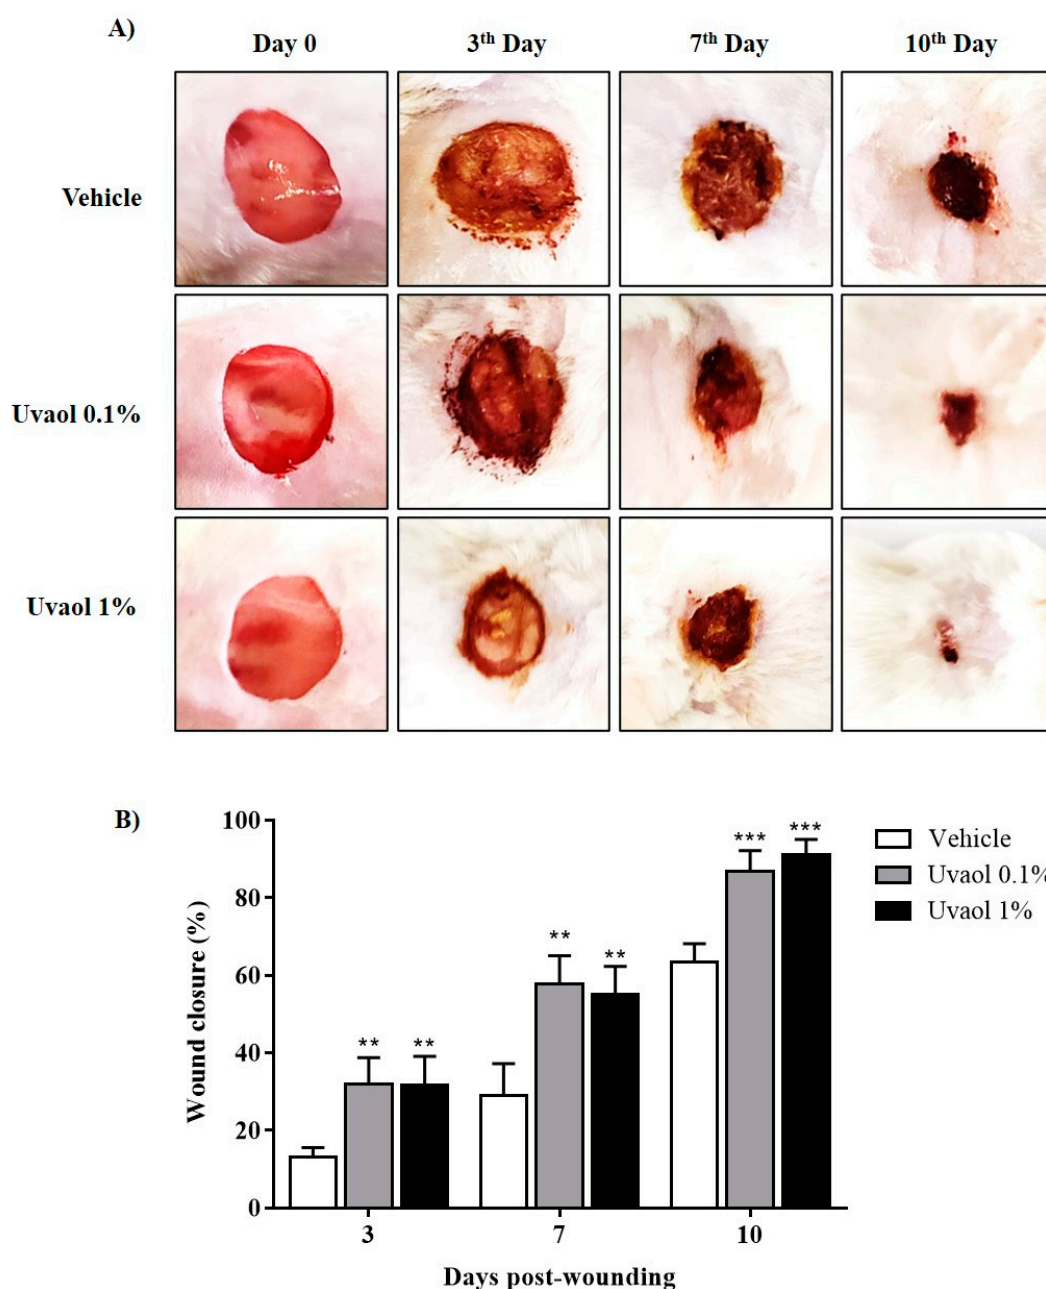 A)
Day 0 3th Day 7th Day 10th Day
Vehicle
Uvaol 0.1%
Uvaol 1%
B)
100
80
60
40
20
0
Wound closure (%)
** **
** **
*** ***
3 7 10
Days post-wounding
Vehicle
Uvaol 0.1%
Uvaol 1%